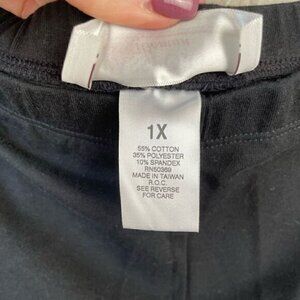 1X
55% COTTON
35% POLYESTER
10% SPANDEX
RN50369
MADE IN TAIWAN
R.O.C.
SEE REVERSE
FOR CARE